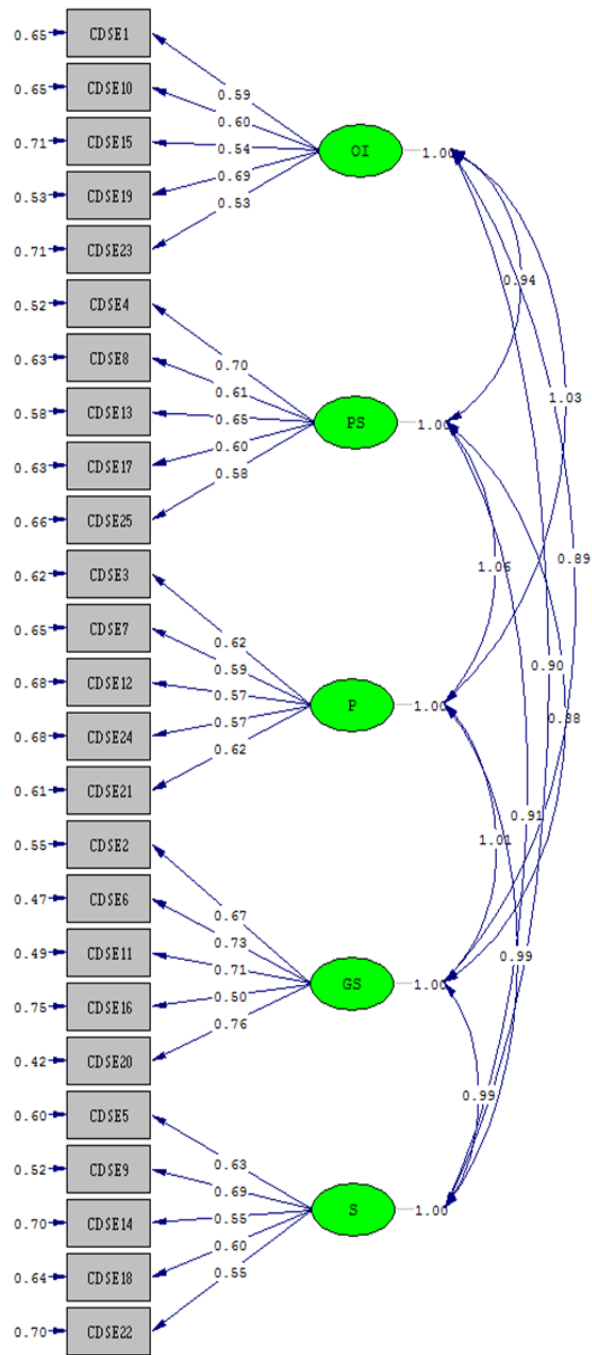 0.65 CDSE1
0.65 CDSE10
0.71 CDSE15
0.53 CDSE19
0.71 CDSE23
0.52 CDSE4
0.63 CDSE8
0.58 CDSE13
0.63 CDSE17
0.66 CDSE25
0.62 CDSE3
0.65 CDSE7
0.68 CDSE12
0.68 CDSE24
0.61 CDSE21
0.55 CDSE2
0.47 CDSE6
0.49 CDSE11
0.75 CDSE16
0.42 CDSE20
0.60 CDSE5
0.52 CDSE9
0.70 CDSE14
0.64 CDSE18
0.70 CDSE22
0.59
0.60
0.54
0.69
0.53
0.70
0.61
0.65
0.60
0.58
0.62
0.59
0.57
0.57
0.62
0.67
0.73
0.71
0.50
0.76
0.63
0.69
0.55
0.60
0.55
OI 1.00
PS 1.00
P 1.00
GS 1.00
S 1.00
0.94
1.03
0.89
1.06
0.90
0.88
0.91
1.01
0.99
0.99